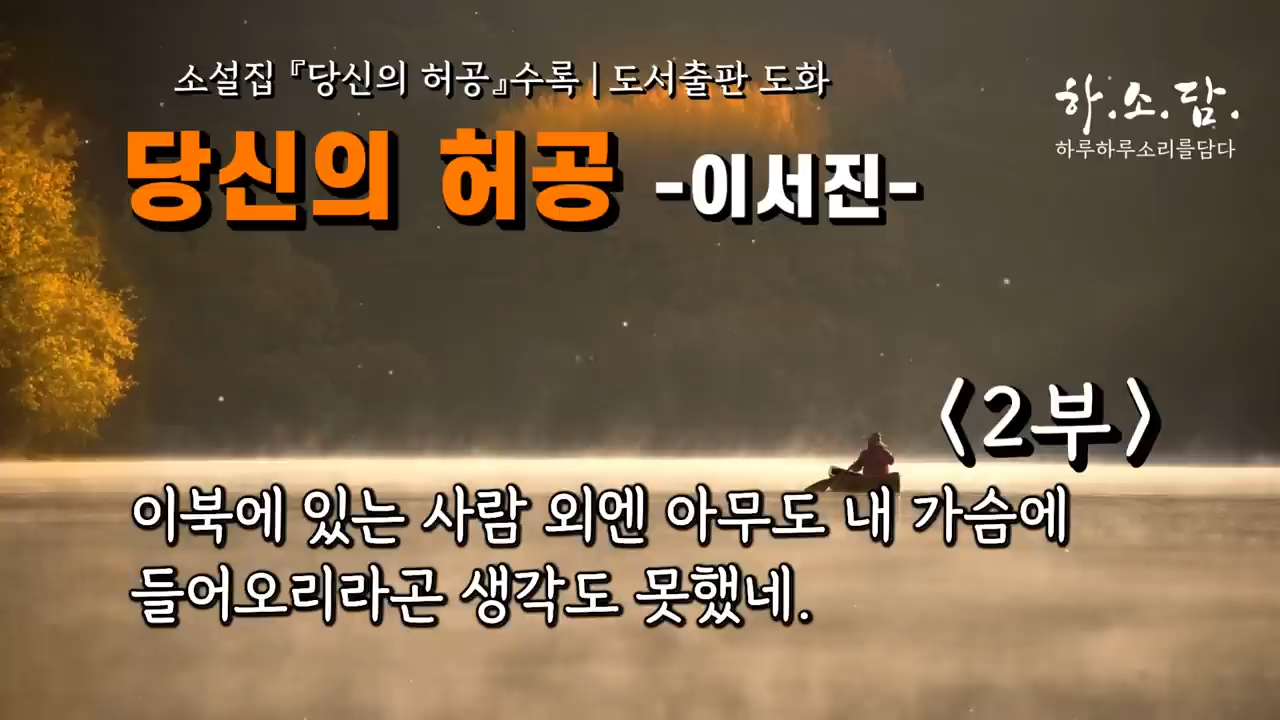 소설집 『당신의 허공』수록 | 도서출판 도화
하.소.담.
하루하루소리를담다
당신의 허공 -이서진-
〈2부〉
이북에 있는 사람 외엔 아무도 내 가슴에
들어오리라곤 생각도 못했네.